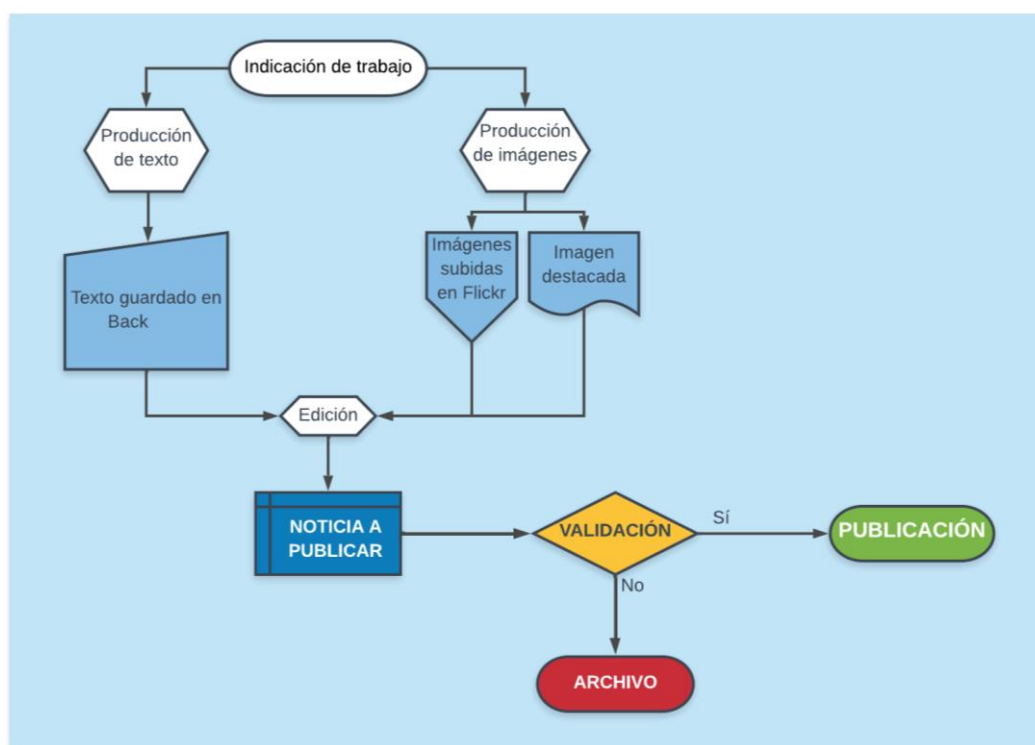 Indicación de trabajo
Producción
de texto
Producción
de imágenes
Texto guardado en
Back
Imágenes
subidas
en Flickr
Imagen
destacada
Edición
NOTICIA A
PUBLICAR
VALIDACIÓN
Sí
PUBLICACIÓN
No
ARCHIVO